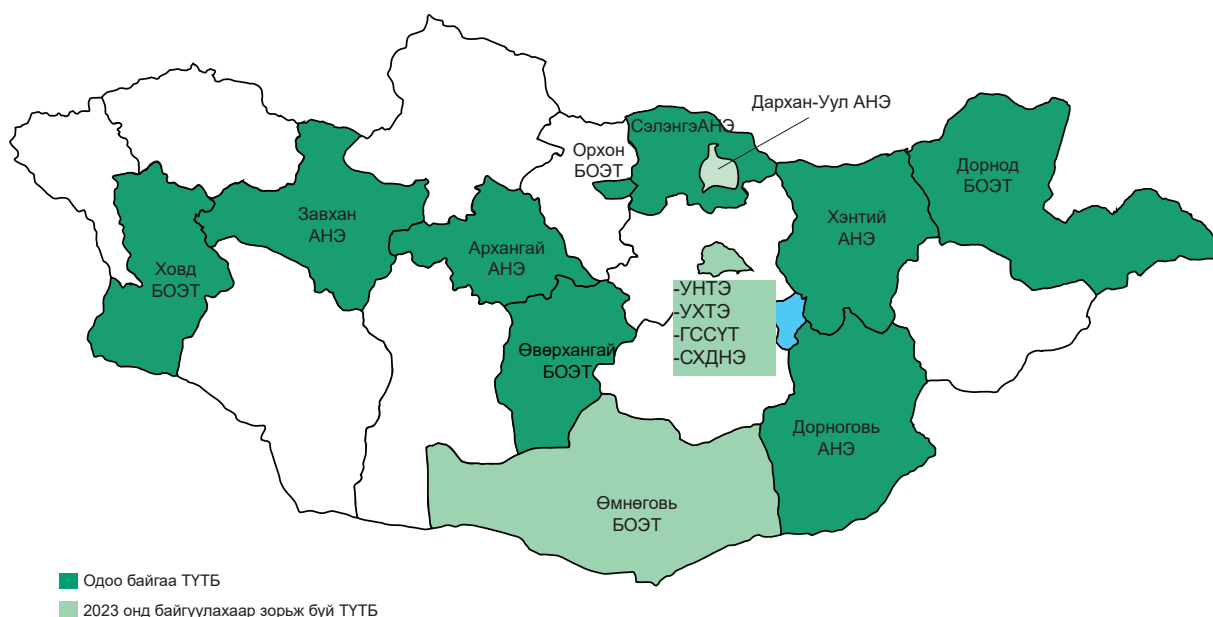 Дархан-Уул АНЭ
СэлэнгэАНЭ
Орхон
БОЭТ
Дорнод
БОЭТ
Завхан
АНЭ
Хэнтий
АНЭ
Архангай
АНЭ
Ховд
БОЭТ
-УНТЭ
-УХТЭ
-ГССҮТ
-СХДНЭ
Өвөрхангай
БОЭТ
Дорноговь
АНЭ
Өмнөговь
БОЭТ
Одоо байгаа ТҮТБ
2023 онд байгуулахаар зорьж буй ТҮТБ